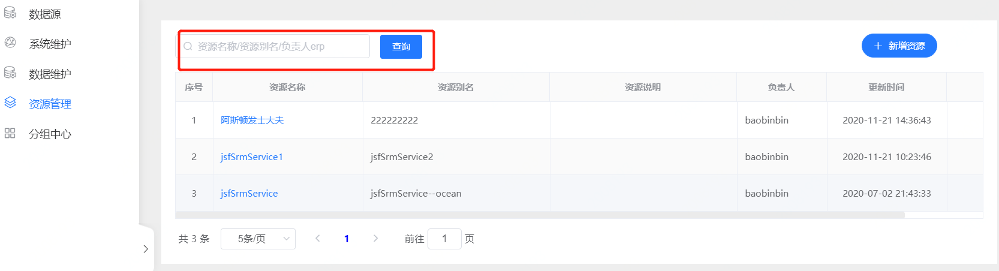 数据源
系统维护
数据维护
资源管理
分组中心
资源名称/资源别名/负责人erp 查询 新增资源
序号 资源名称 资源别名 资源说明 负责人 更新时间
1 阿斯顿发士大夫 222222222 baobinbin 2020-11-21 14:36:43
2 jsfSrmService1 jsfSrmService2 baobinbin 2020-11-21 10:23:46
3 jsfSrmService jsfSrmService--ocean baobinbin 2020-07-02 21:43:33
共 3 条 5条/页 1 前往 1 页